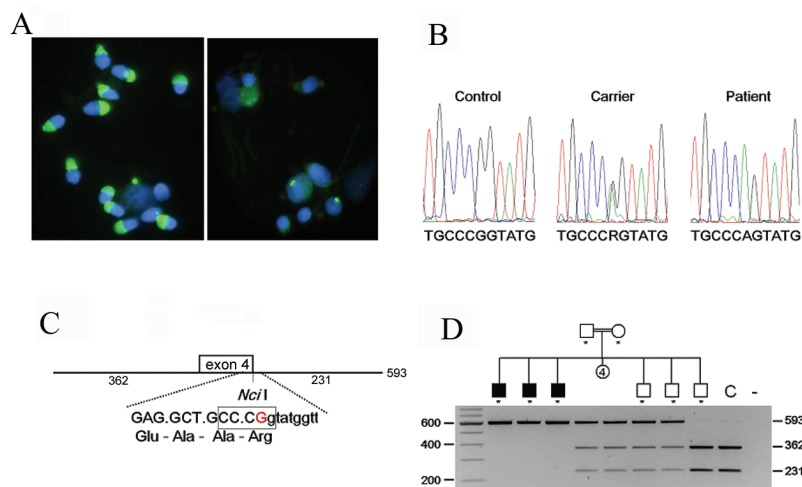 A
B
Control Carrier Patient
TGCCCGGTATG TGCCCRGTATG TGCCCAGTATG
C
exon 4
362 231 593
NciI
GAG.GCT.GCC.CGgtatggtt
Glu - Ala - Ala - Arg
D
4
* *
* * * * * * C -
600 593
400 362
231
200